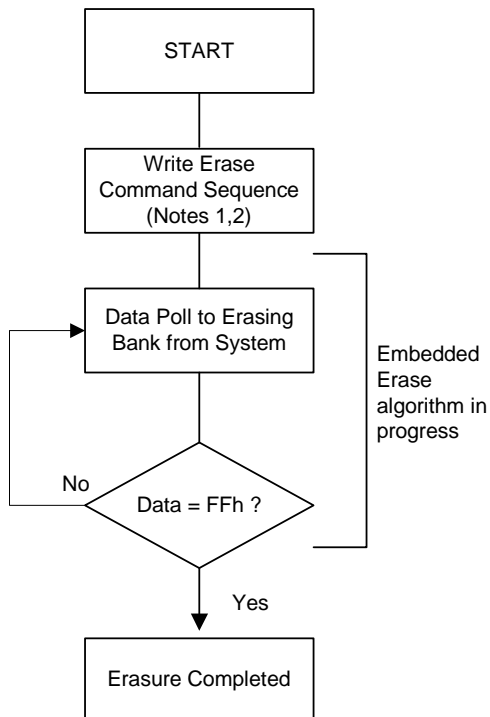 START
Write Erase
Command Sequence
(Notes 1,2)
Data Poll to Erasing
Bank from System
Embedded
Erase
algorithm in
progress
No
Data = FFh ?
Yes
Erasure Completed